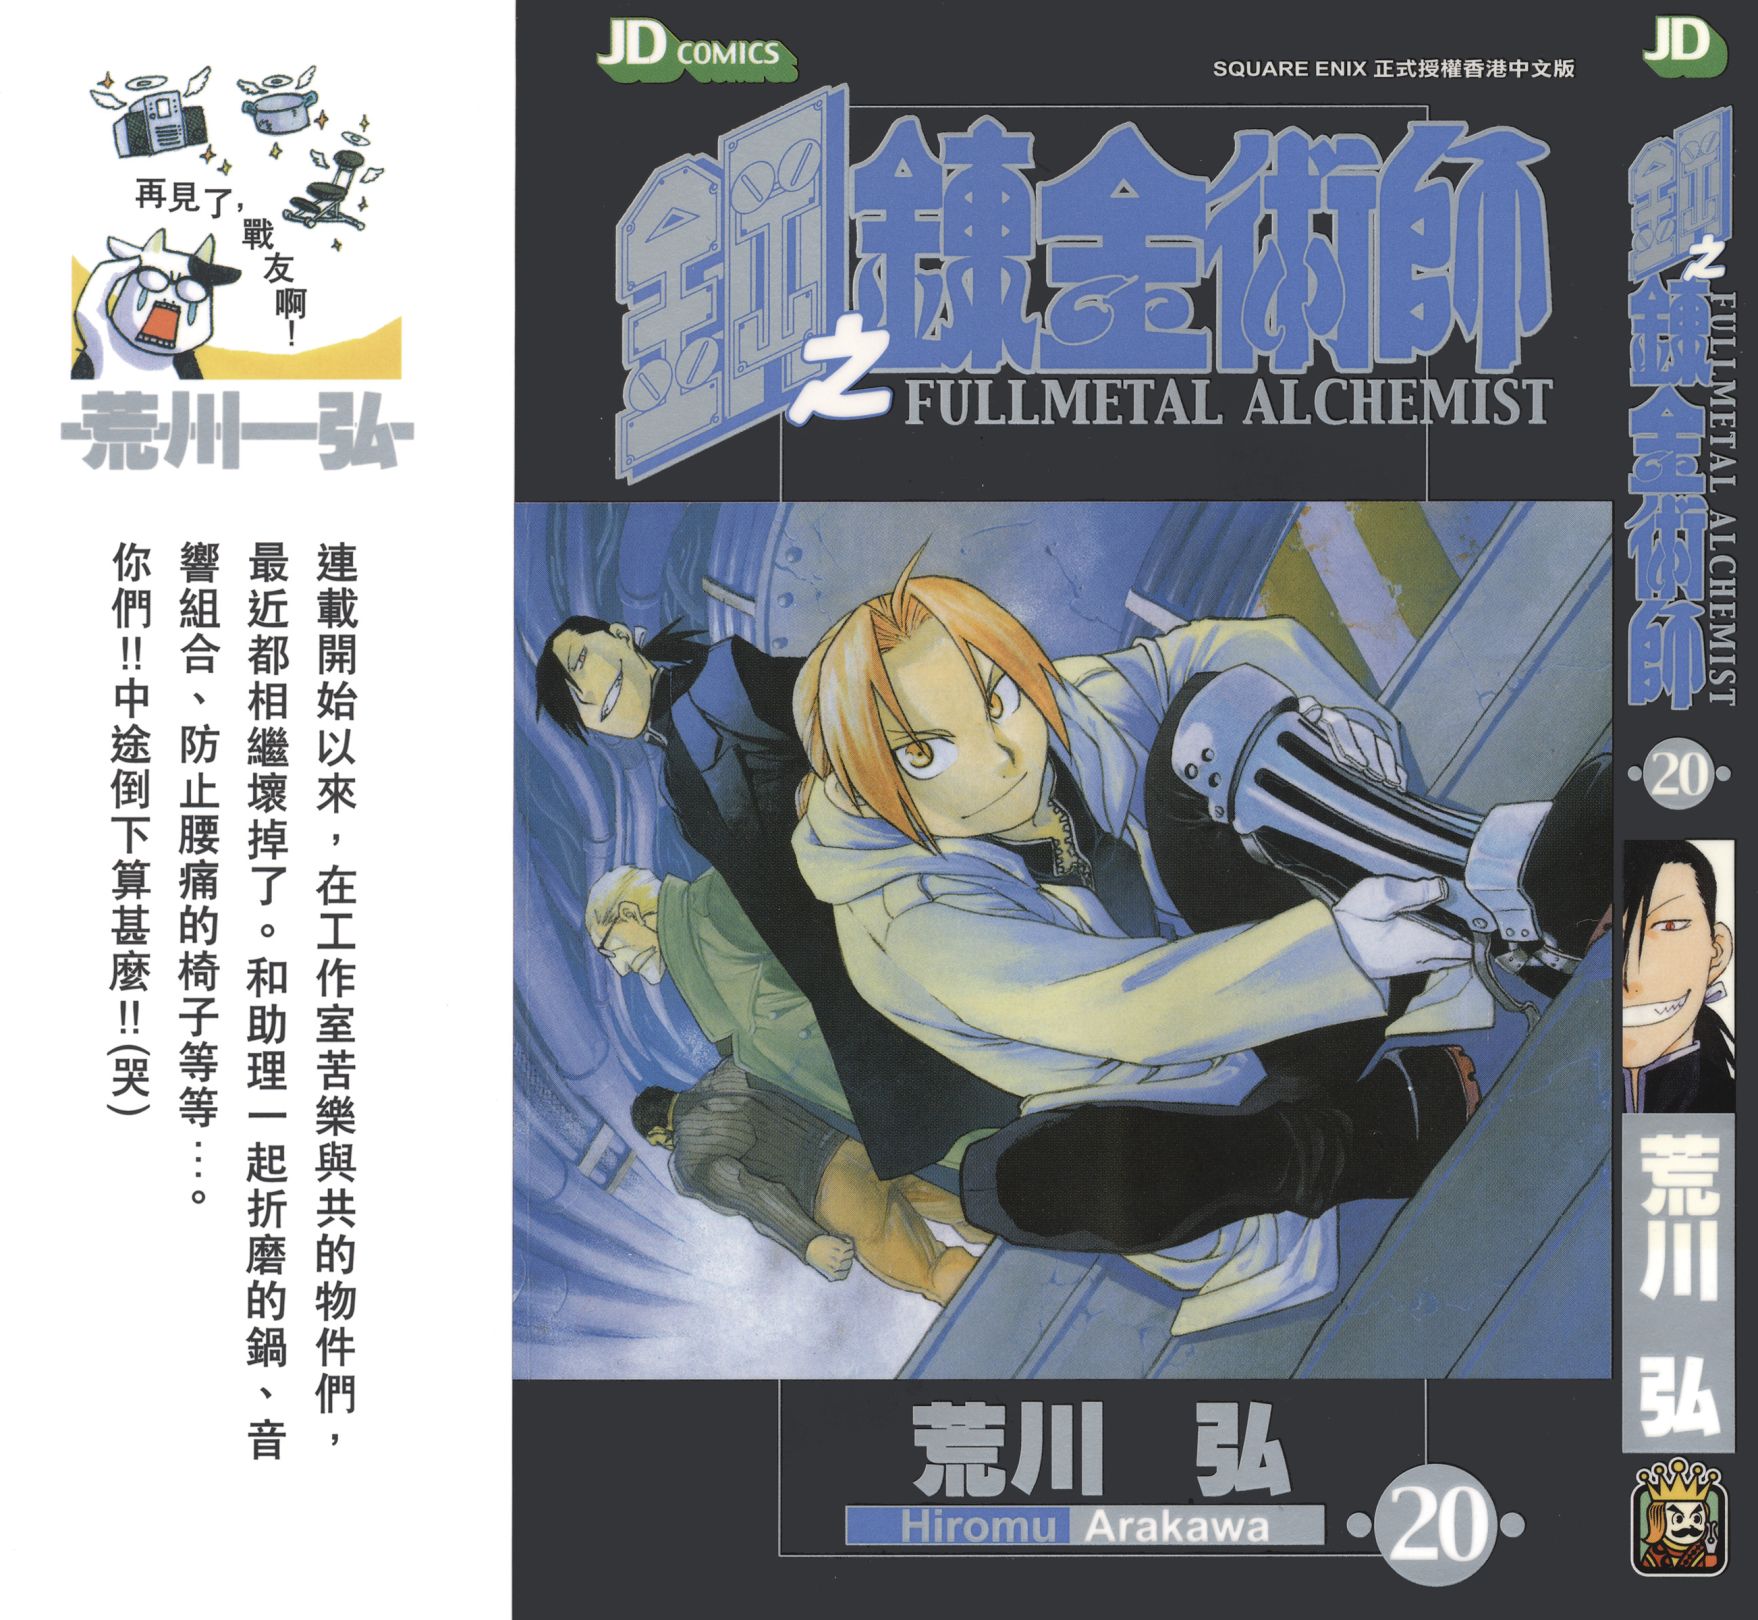 再見了，
戰友啊！
荒川弘
連載開始以來，在工作室苦樂與共的物件們，
最近都相繼壞掉了。和助理一起折磨的鍋、音
響組合、防止腰痛的椅子等等…。
你們!!中途倒下算甚麼!!(哭)
JD COMICS
SQUARE ENIX 正式授權香港中文版
鋼之鍊金術師
FULLMETAL ALCHEMIST
荒川 弘
Hiromu Arakawa
20
JD
鋼之鍊金術師
FULLMETAL ALCHEMIST
20
荒川 弘